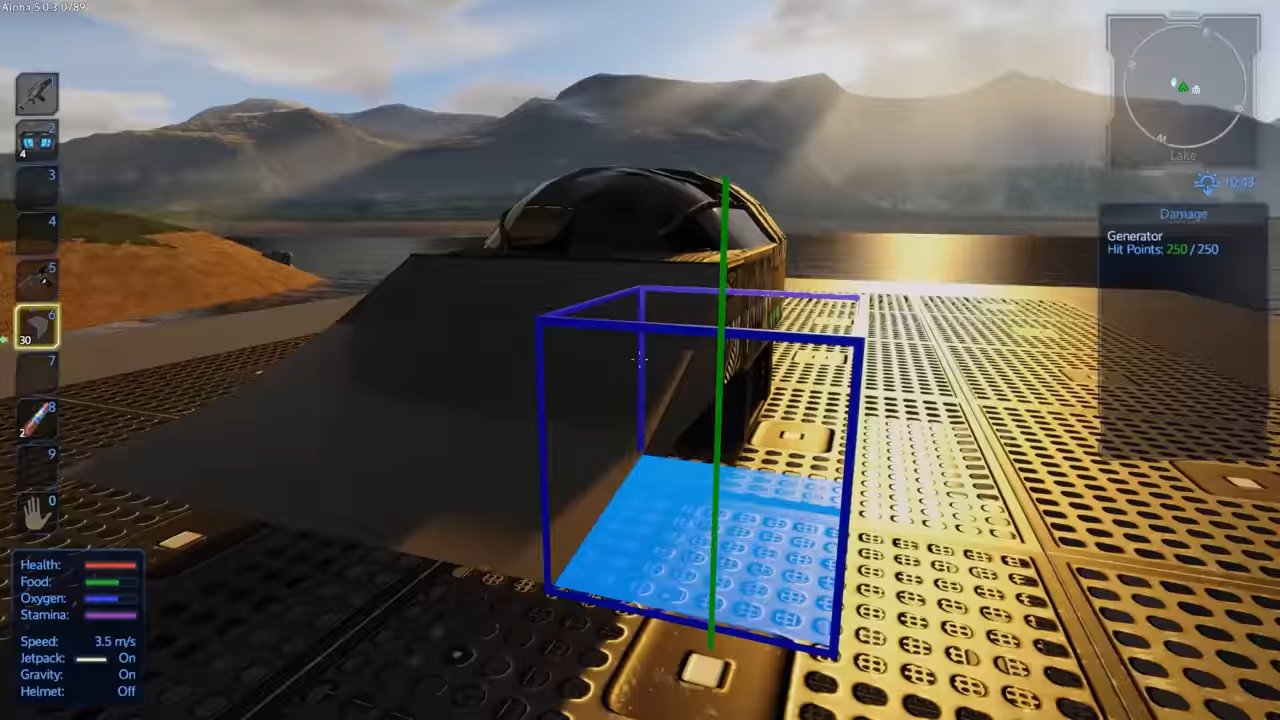 Alpha 5.0.3.0789
2
4
3
4
5
6
30
7
8
2
9
0
Health:
Food:
Oxygen:
Stamina:
Speed: 3.5 m/s
Jetpack: On
Gravity: On
Helmet: Off
Lake
10:43
Damage
Generator
Hit Points: 250 / 250